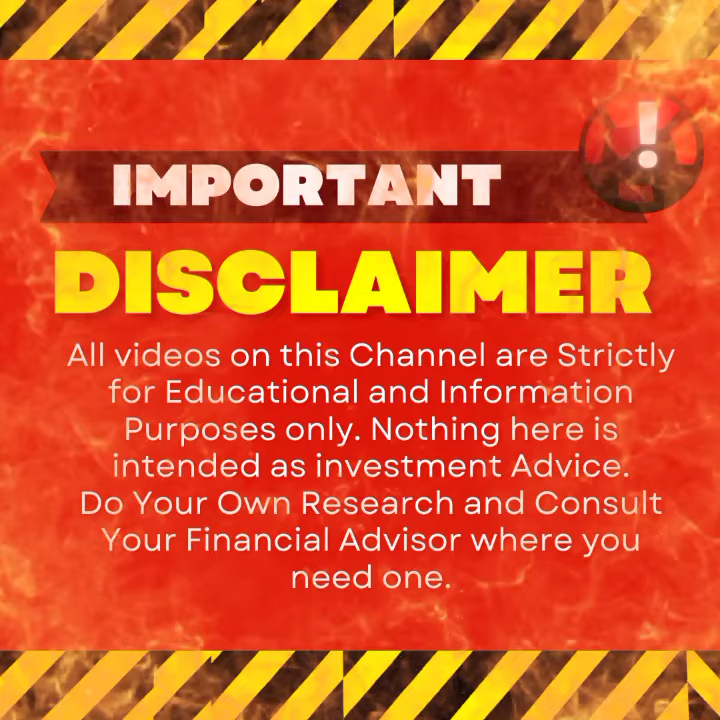 IMPORTANT
!
DISCLAIMER
All videos on this Channel are Strictly
for Educational and Information
Purposes only. Nothing here is
intended as investment Advice.
Do Your Own Research and Consult
Your Financial Advisor where you
need one.